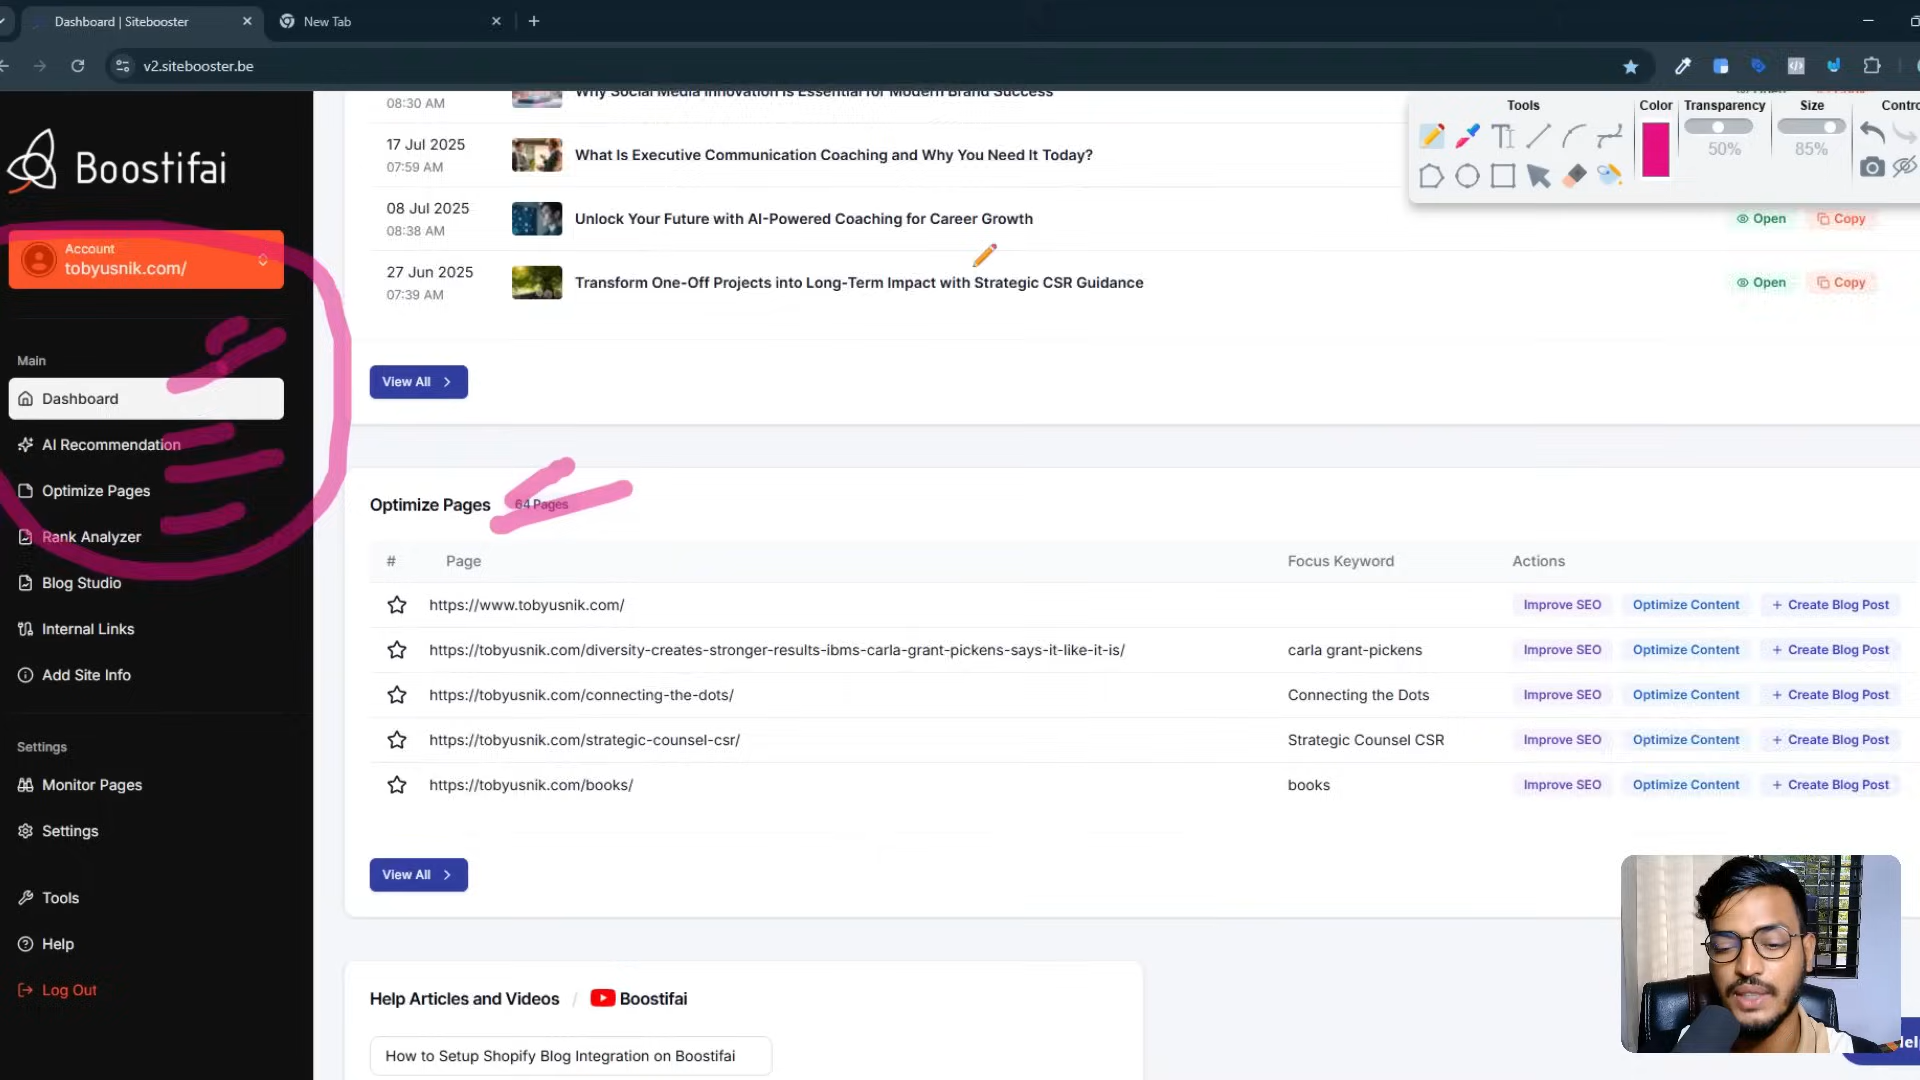 Dashboard | Sitebooster
New Tab
v2.sitebooster.be
Tools
Color
Transparency
Size
50%
85%
Boostifai
Account
tobyusnik.com/
Main
Dashboard
AI Recommendation
Optimize Pages
Rank Analyzer
Blog Studio
Internal Links
Add Site Info
Settings
Monitor Pages
Settings
Tools
Help
Log Out
08:30 AM
Why Social Media Innovation Is Essential for Modern Brand Success
17 Jul 2025
07:59 AM
What Is Executive Communication Coaching and Why You Need It Today?
08 Jul 2025
08:38 AM
Unlock Your Future with AI-Powered Coaching for Career Growth
Open Copy
27 Jun 2025
07:39 AM
Transform One-Off Projects into Long-Term Impact with Strategic CSR Guidance
Open Copy
View All
Optimize Pages 64 Pages
# Page Focus Keyword Actions
https://www.tobyusnik.com/ Improve SEO Optimize Content + Create Blog Post
https://tobyusnik.com/diversity-creates-stronger-results-ibms-carla-grant-pickens-says-it-like-it-is/ carla grant-pickens Improve SEO Optimize Content + Create Blog Post
https://tobyusnik.com/connecting-the-dots/ Connecting the Dots Improve SEO Optimize Content + Create Blog Post
https://tobyusnik.com/strategic-counsel-csr/ Strategic Counsel CSR Improve SEO Optimize Content + Create Blog Post
https://tobyusnik.com/books/ books Improve SEO Optimize Content + Create Blog Post
View All
Help Articles and Videos / Boostifai
How to Setup Shopify Blog Integration on Boostifai